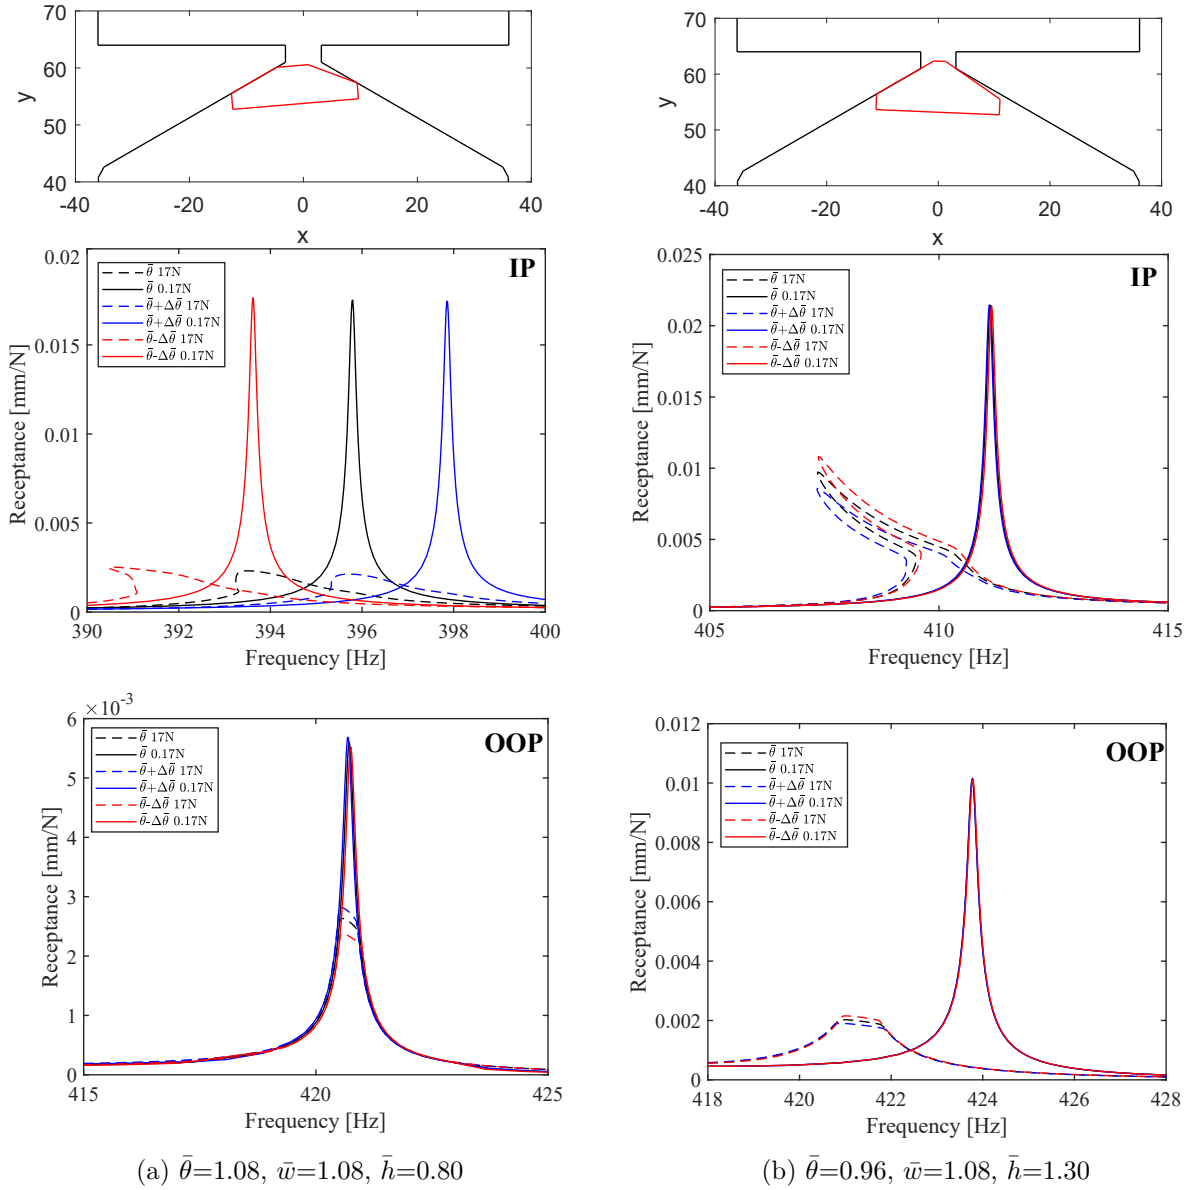 70
60
50
40
y
-40
-20
0
20
40
x
70
60
50
40
y
-40
-20
0
20
40
x
0.02
0.015
0.01
0.005
0
Receptance [mm/N]
IP
θ̄ 17N
θ̄ 0.17N
θ̄+Δθ̄ 17N
θ̄+Δθ̄ 0.17N
θ̄-Δθ̄ 17N
θ̄-Δθ̄ 0.17N
390
392
394
396
398
400
Frequency [Hz]
0.025
0.02
0.015
0.01
0.005
0
Receptance [mm/N]
IP
θ̄ 17N
θ̄ 0.17N
θ̄+Δθ̄ 17N
θ̄+Δθ̄ 0.17N
θ̄-Δθ̄ 17N
θ̄-Δθ̄ 0.17N
405
410
415
Frequency [Hz]
×10⁻³
6
5
4
3
2
1
0
Receptance [mm/N]
OOP
θ̄ 17N
θ̄ 0.17N
θ̄+Δθ̄ 17N
θ̄+Δθ̄ 0.17N
θ̄-Δθ̄ 17N
θ̄-Δθ̄ 0.17N
415
420
425
Frequency [Hz]
0.012
0.01
0.008
0.006
0.004
0.002
0
Receptance [mm/N]
OOP
θ̄ 17N
θ̄ 0.17N
θ̄+Δθ̄ 17N
θ̄+Δθ̄ 0.17N
θ̄-Δθ̄ 17N
θ̄-Δθ̄ 0.17N
418
420
422
424
426
428
Frequency [Hz]
(a) θ̄=1.08, w̄=1.08, h̄=0.80
(b) θ̄=0.96, w̄=1.08, h̄=1.30